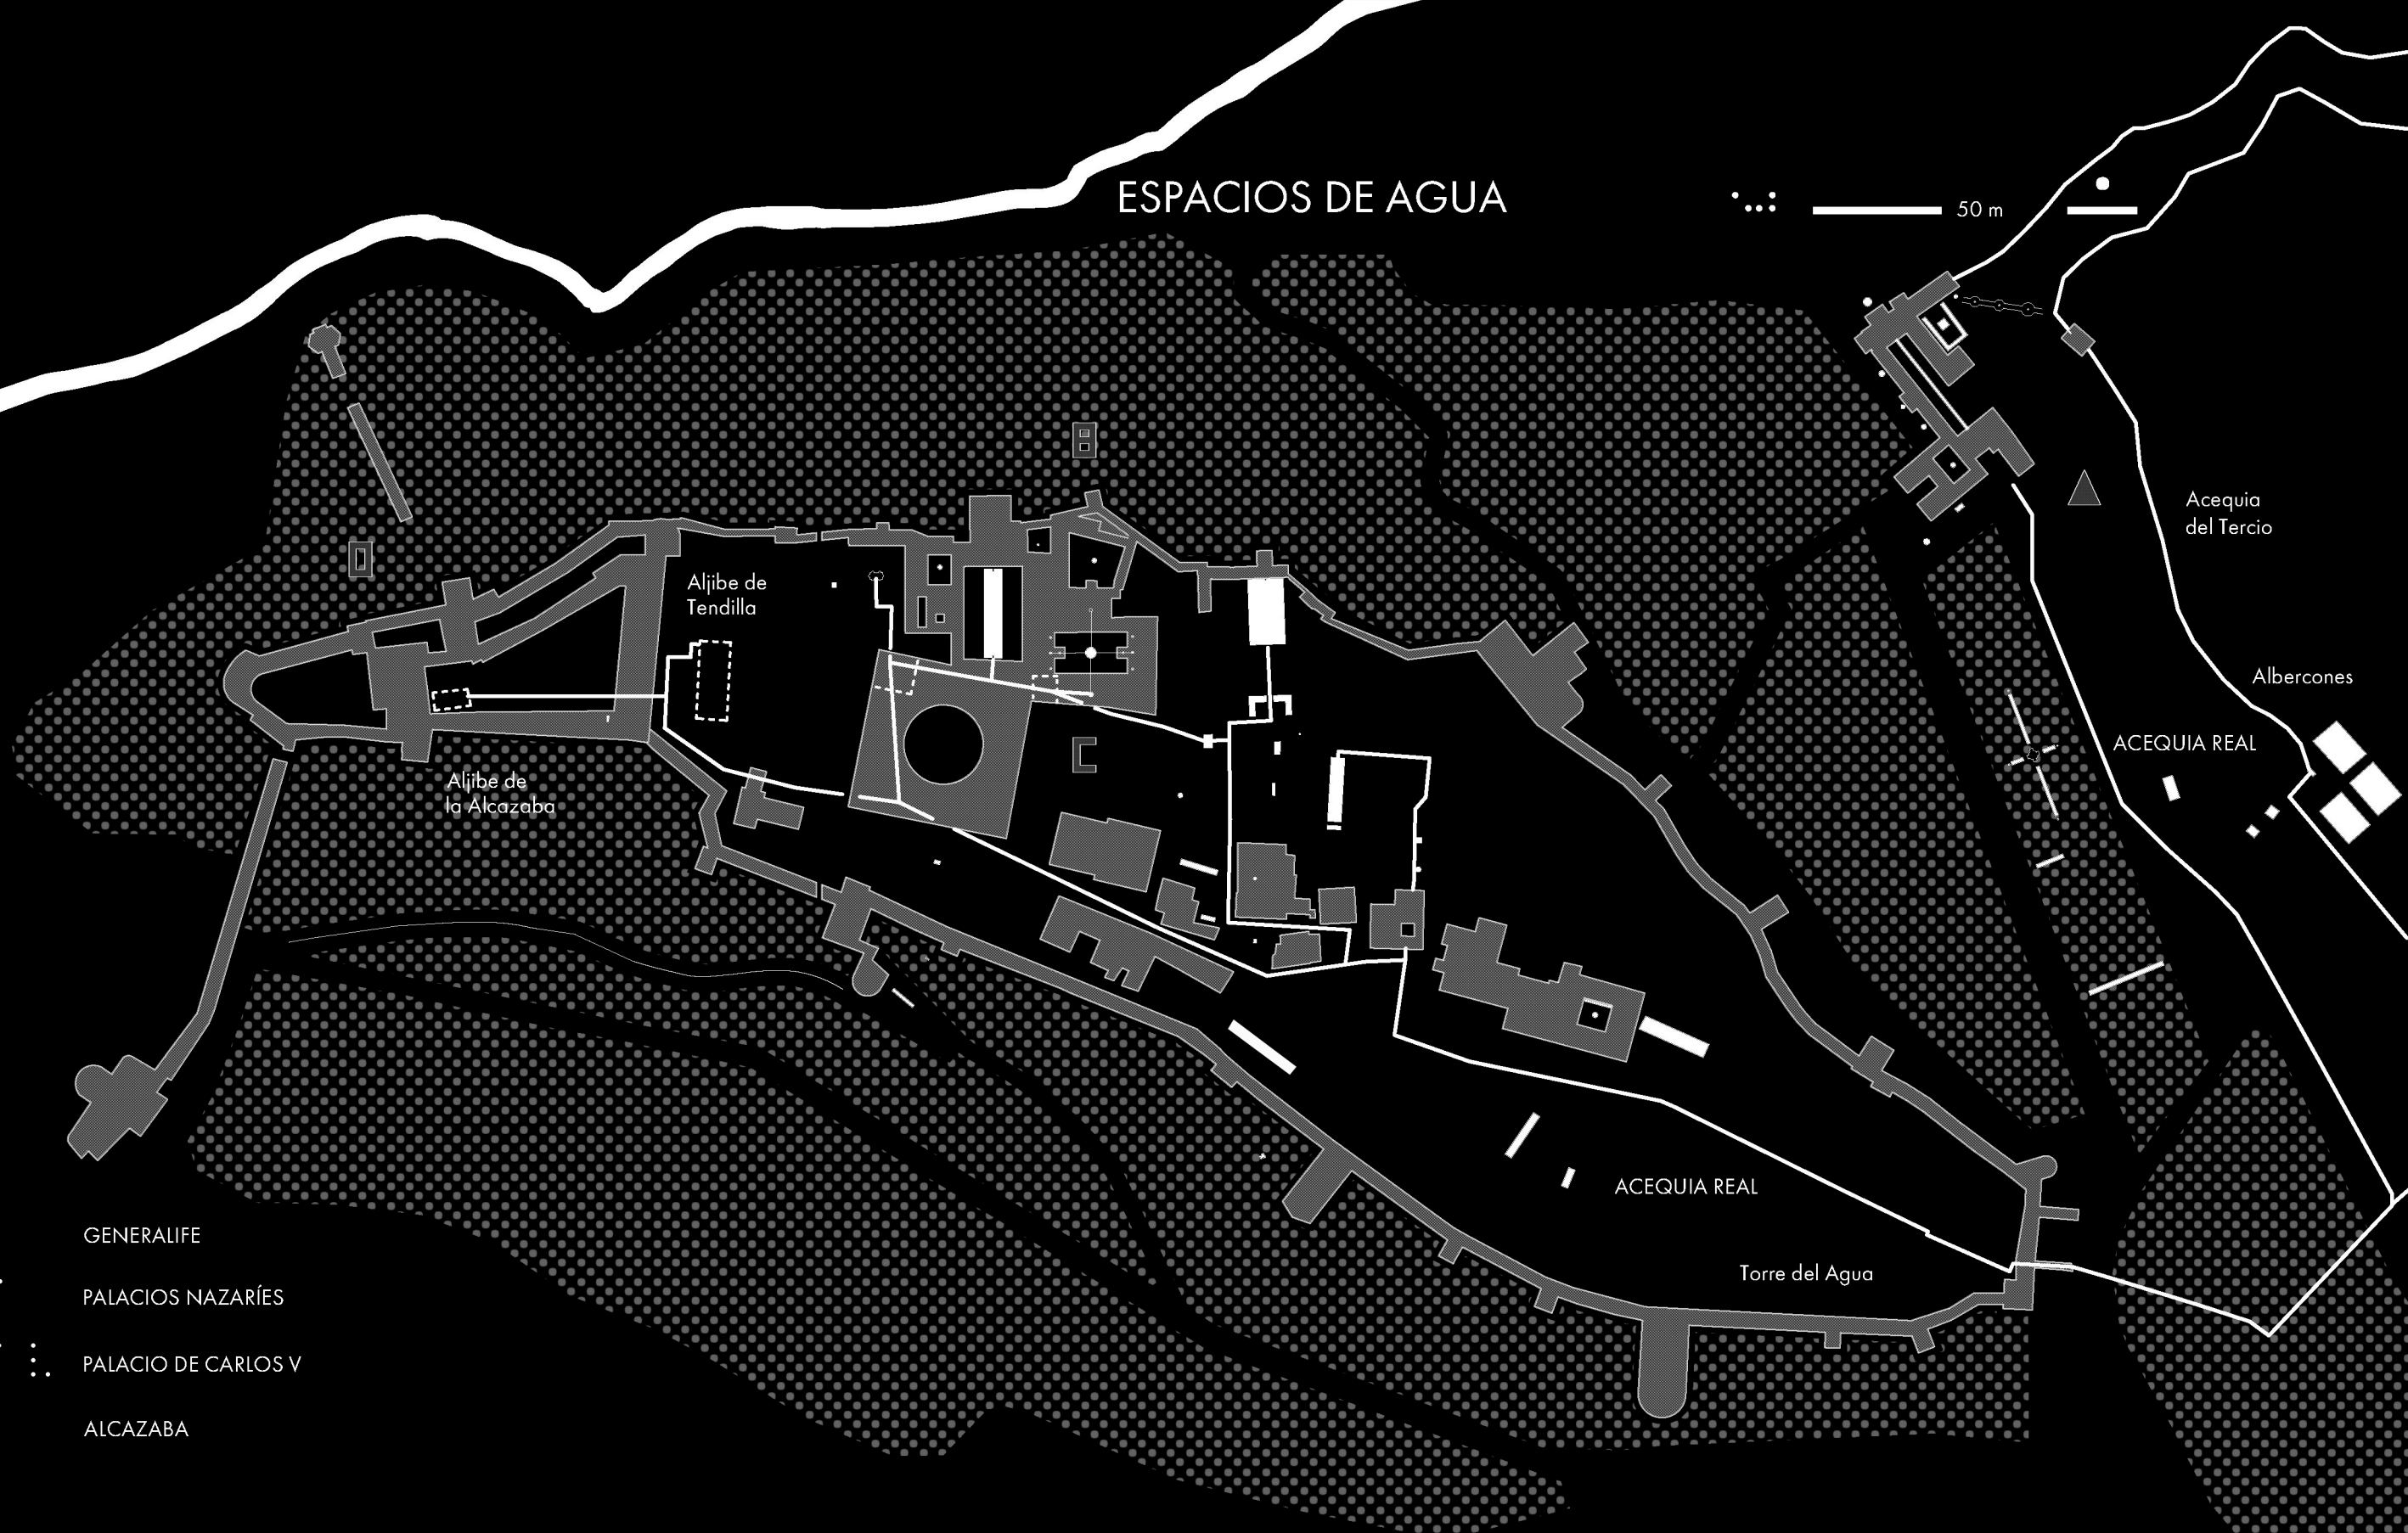 ESPACIOS DE AGUA
50 m
Acequia
del Tercio
Aljibe de
Tendilla
Albercones
ACEQUIA REAL
Aljibe de
la Alcazaba
ACEQUIA REAL
Torre del Agua
GENERALIFE
PALACIOS NAZARÍES
PALACIO DE CARLOS V
ALCAZABA